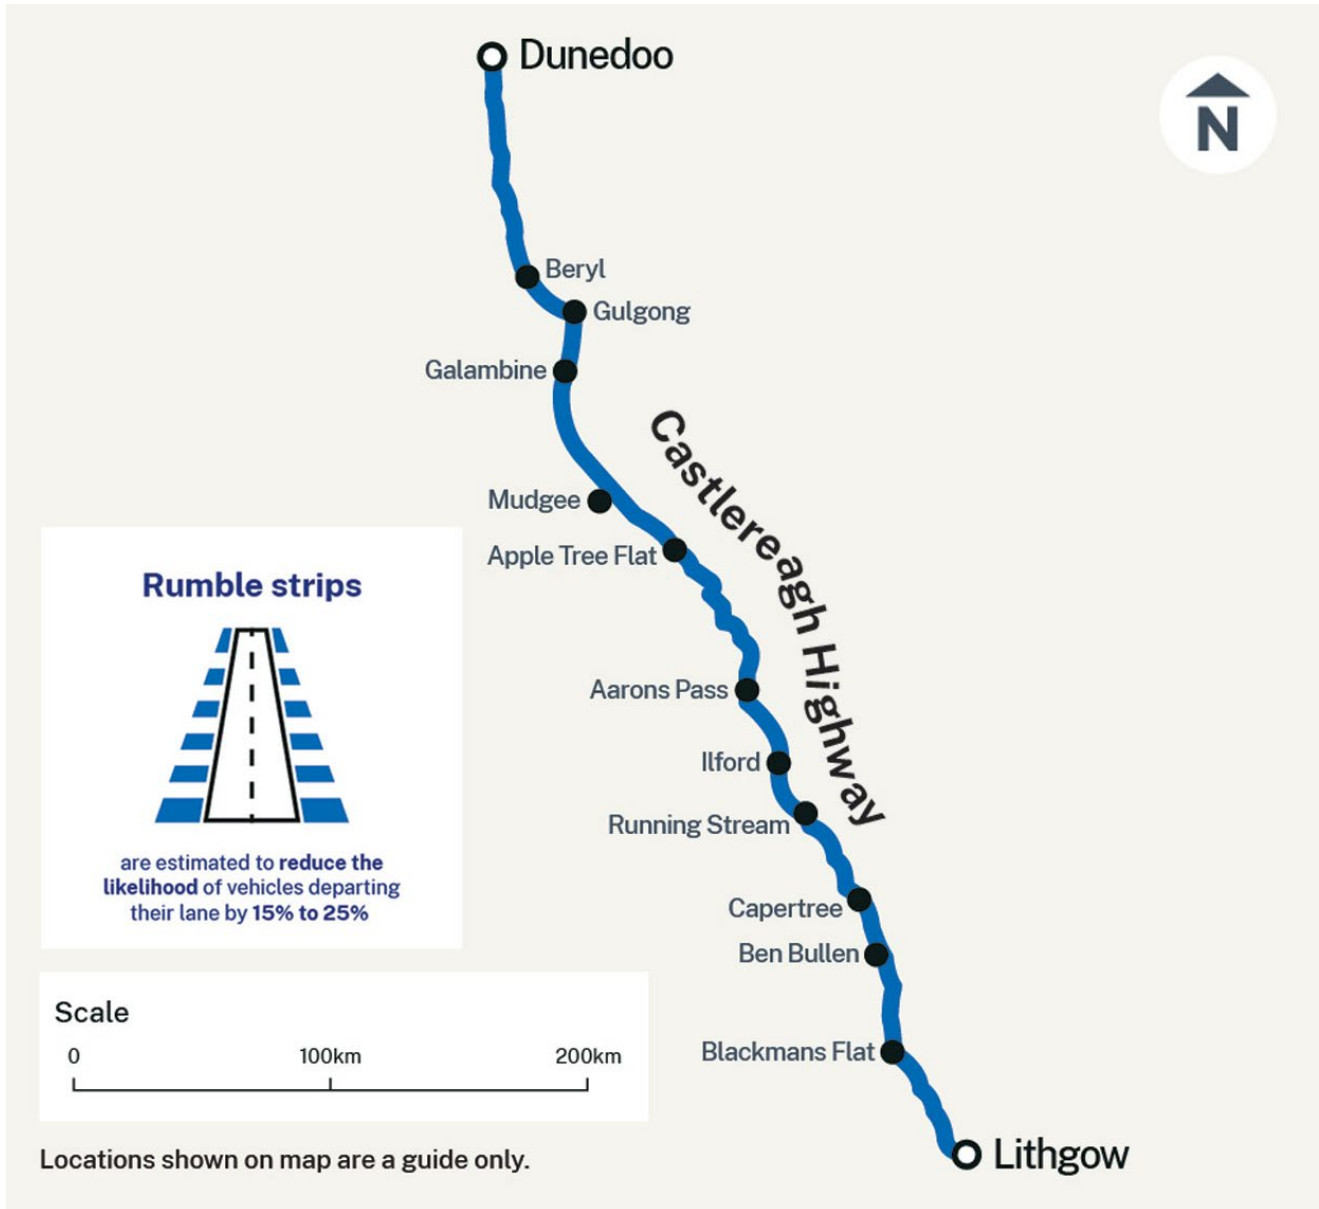 Dunedoo
N
Beryl
Gulgong
Galambine
Castlereagh Highway
Mudgee
Apple Tree Flat
Rumble strips
are estimated to reduce the
likelihood of vehicles departing
their lane by 15% to 25%
Aarons Pass
Ilford
Running Stream
Capertree
Ben Bullen
Blackmans Flat
Scale
0 100km 200km
Locations shown on map are a guide only.
Lithgow